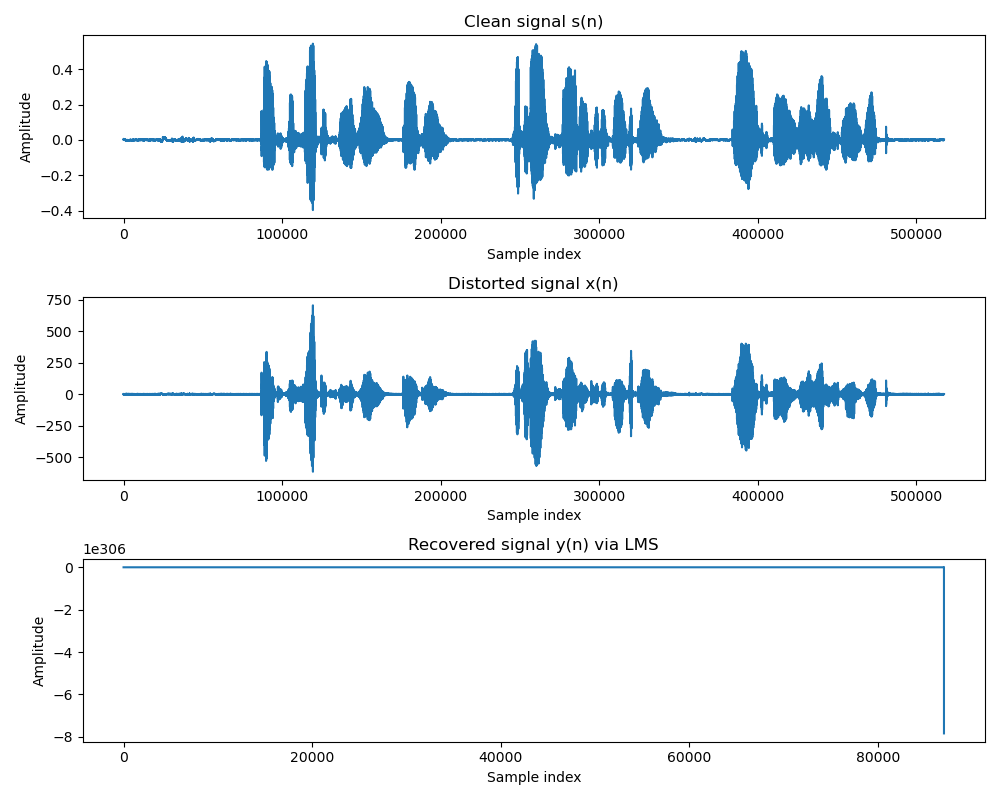 Clean signal s(n)
Amplitude
0.4
0.2
0.0
−0.2
−0.4
0 100000 200000 300000 400000 500000
Sample index
Distorted signal x(n)
Amplitude
750
500
250
0
−250
−500
0 100000 200000 300000 400000 500000
Sample index
1e306
Recovered signal y(n) via LMS
Amplitude
0
−2
−4
−6
−8
0 20000 40000 60000 80000
Sample index